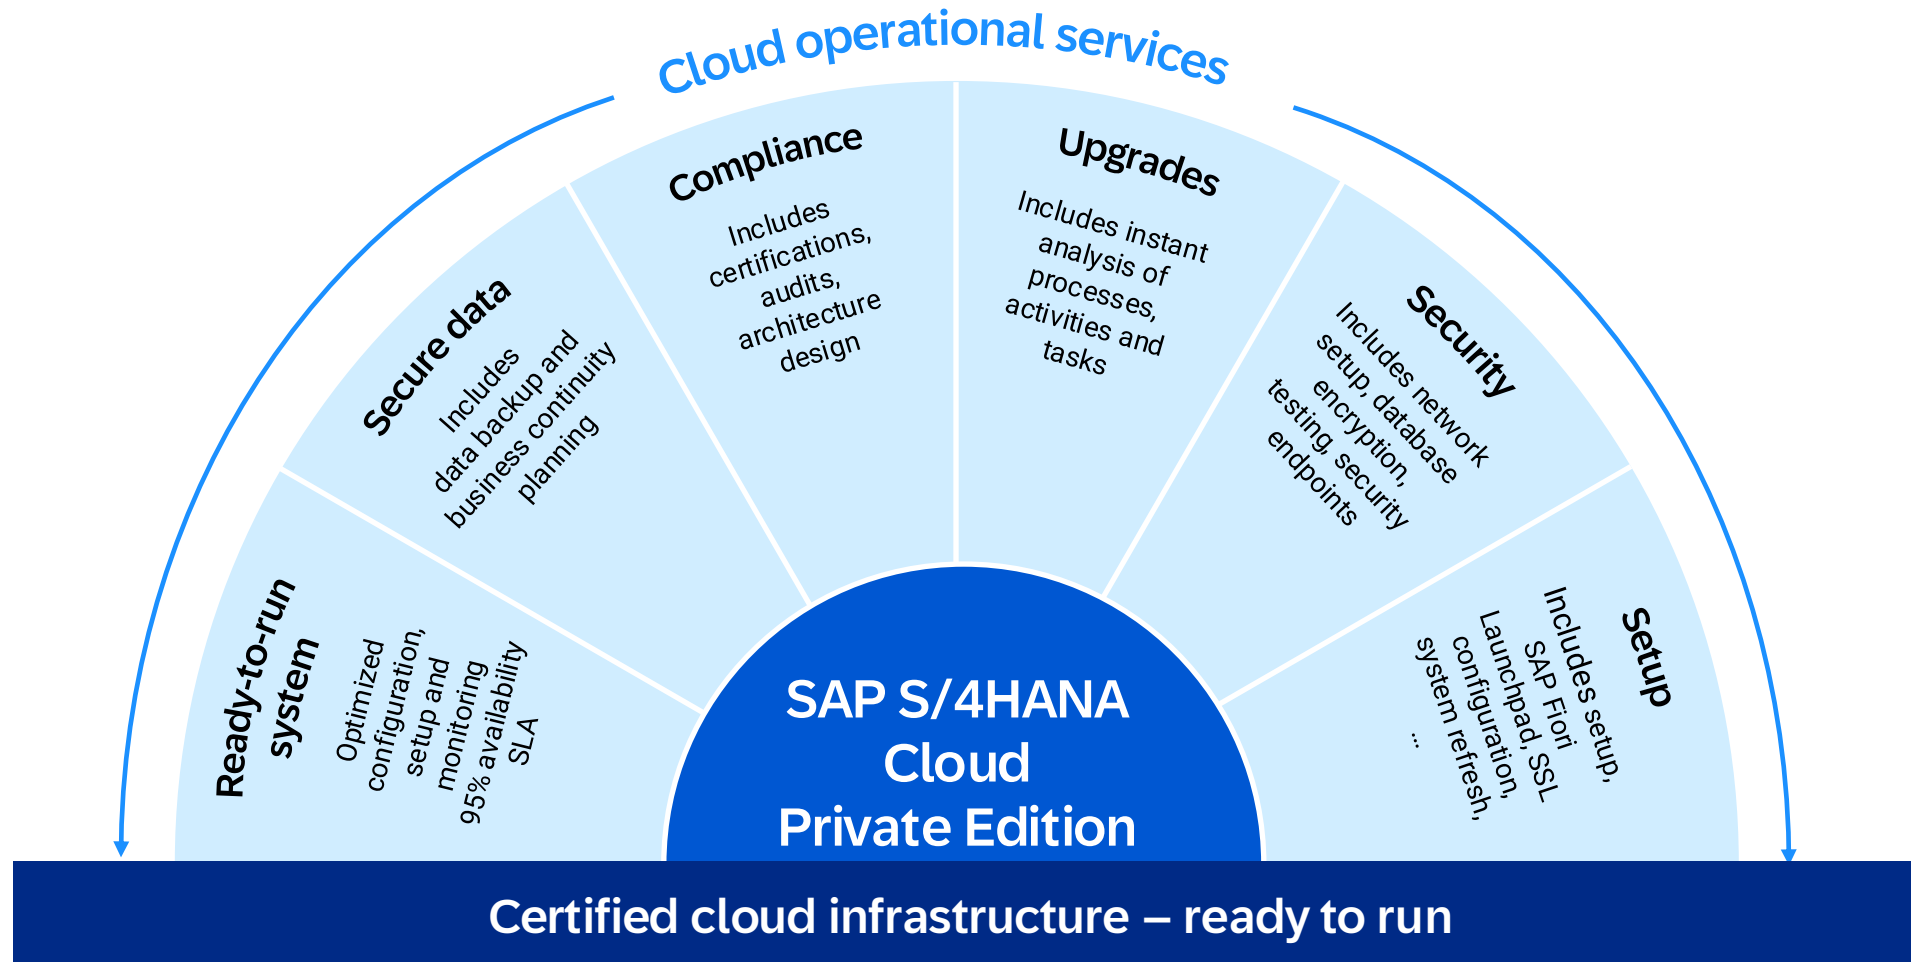 Cloud operational services
Ready-to-run
system
Optimized
configuration,
setup and
monitoring
95% availability
SLA
Secure data
Includes
data backup and
business continuity
planning
Compliance
Includes
certifications,
audits,
architecture
design
Upgrades
Includes instant
analysis of
processes,
activities and
tasks
Security
Includes network
setup, database
encryption,
testing, security
endpoints
Setup
Includes setup,
SAP Fiori
Launchpad, SSL
configuration,
system refresh,
...
SAP S/4HANA
Cloud
Private Edition
Certified cloud infrastructure – ready to run